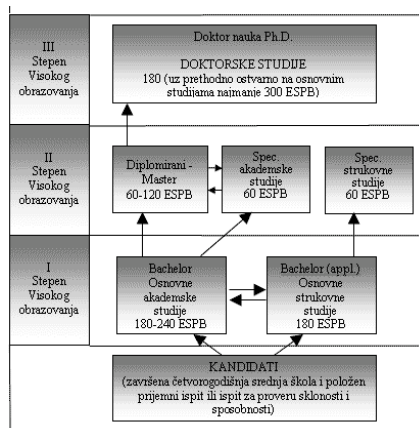 III
Stepen
Visokog
obrazovanja
Doktor nauka Ph.D.
DOKTORSKE STUDIJE
180 (uz prethodno ostvarno na osnovnim
studijama najmanje 300 ESPB)
II
Stepen
Visokog
obrazovanja
Diplomirani -
Master
60-120 ESPB
Spec.
akademske
studije
60 ESPB
Spec.
strukovne
studije
60 ESPB
I
Stepen
Visokog
obrazovanja
Bachelor
Osnovne
akademske
studije
180-240 ESPB
Bachelor (appl.)
Osnovne
strukovne
studije
180 ESPB
KANDIDATI
(završena četvorogodišnja srednja škola i položen
prijemni ispit ili ispit za proveru sklonosti i
sposobnosti)